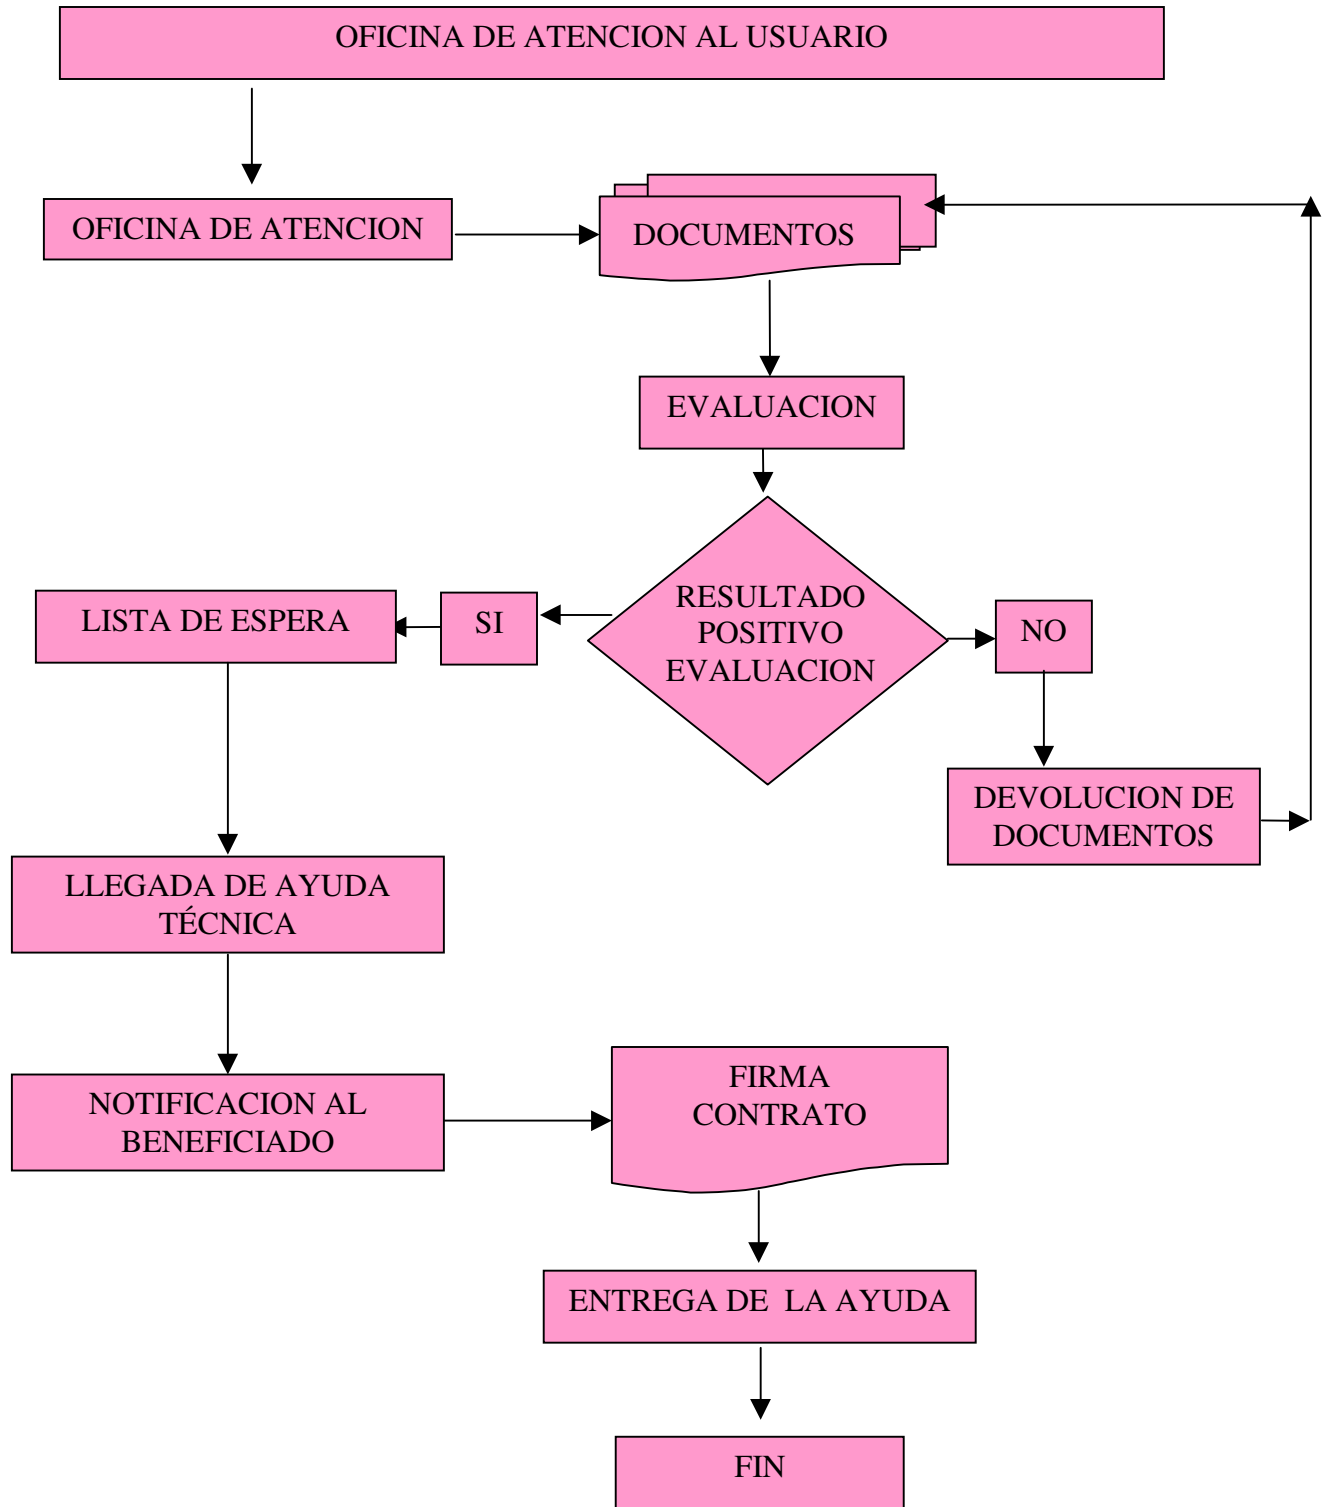 OFICINA DE ATENCION AL USUARIO
OFICINA DE ATENCION
DOCUMENTOS
EVALUACION
RESULTADO
POSITIVO
EVALUACION
SI
LISTA DE ESPERA
NO
DEVOLUCION DE
DOCUMENTOS
LLEGADA DE AYUDA
TÉCNICA
NOTIFICACION AL
BENEFICIADO
FIRMA
CONTRATO
ENTREGA DE LA AYUDA
FIN